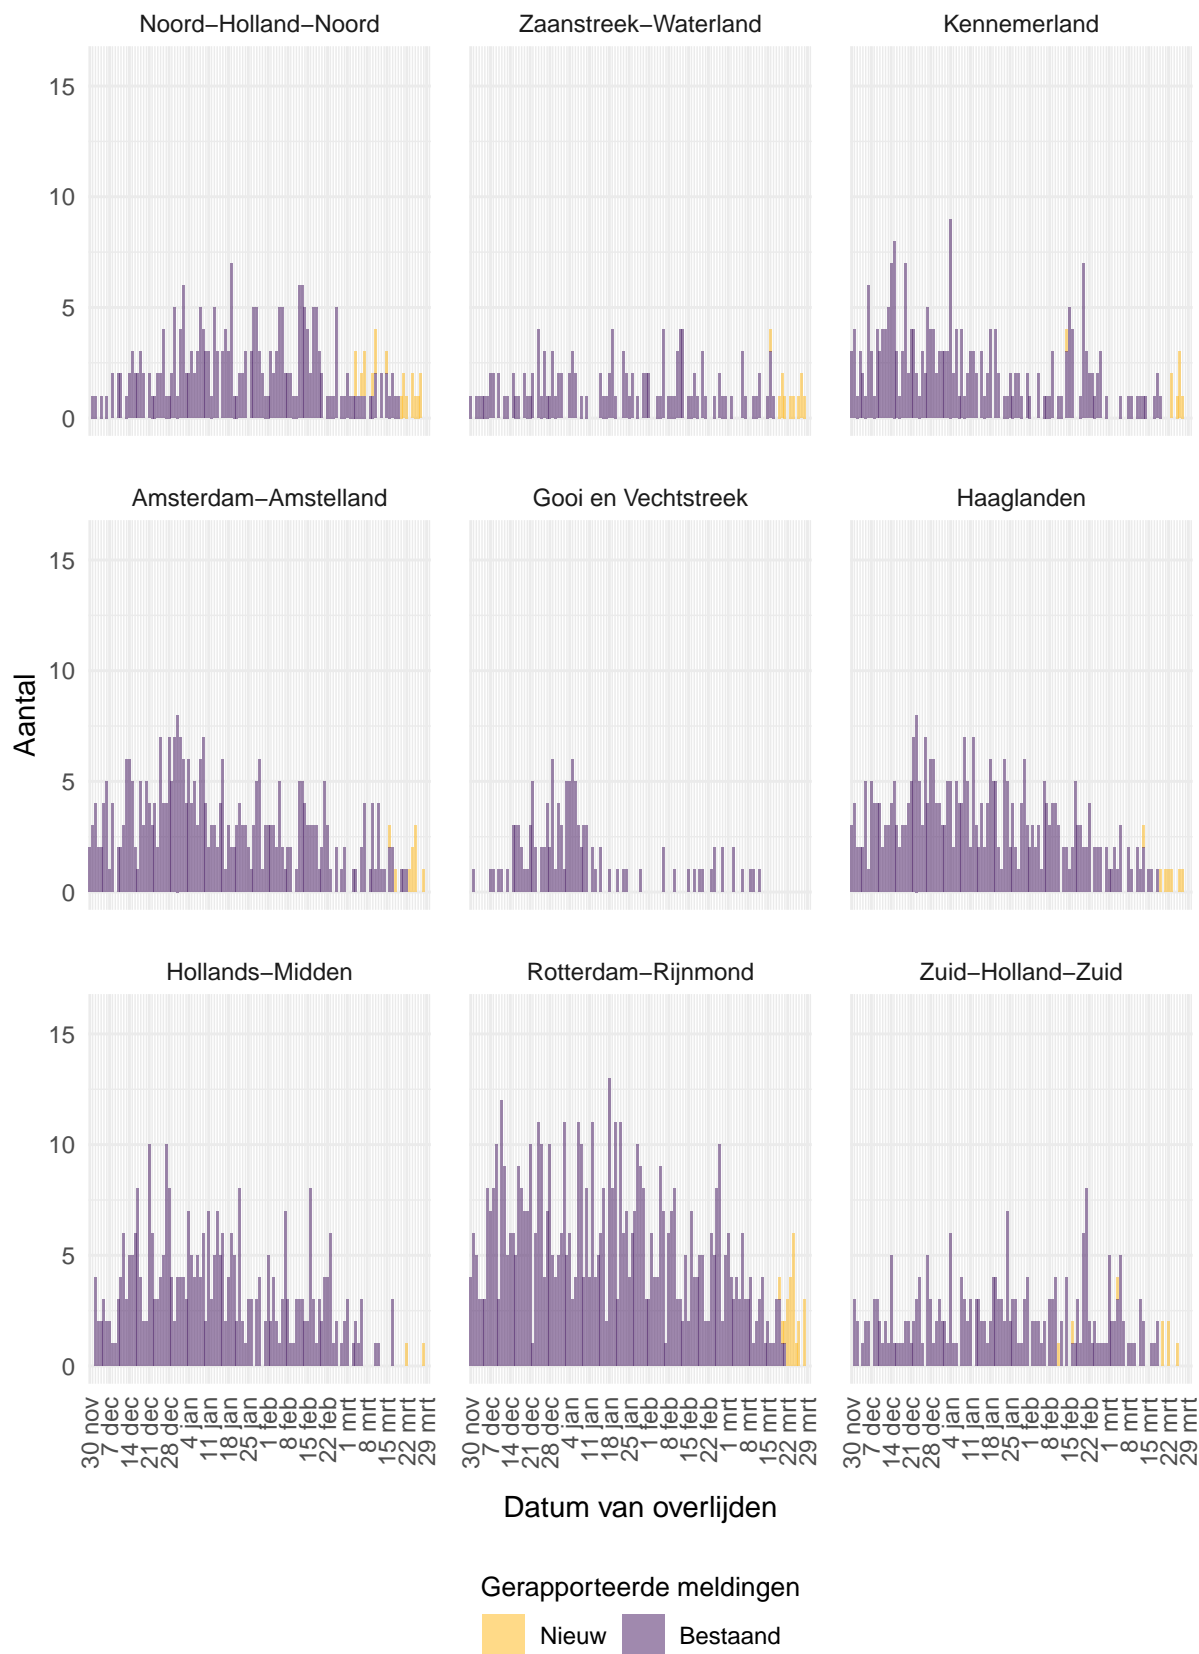 Noord−Holland−Noord
Zaanstreek−Waterland
Kennemerland
15
10
5
0
Amsterdam−Amstelland
Gooi en Vechtstreek
Haaglanden
15
10
5
0
Hollands−Midden
Rotterdam−Rijnmond
Zuid−Holland−Zuid
15
10
5
0
Aantal
30 nov
7 dec
14 dec
21 dec
28 dec
4 jan
11 jan
18 jan
25 jan
1 feb
8 feb
15 feb
22 feb
1 mrt
8 mrt
15 mrt
22 mrt
29 mrt
30 nov
7 dec
14 dec
21 dec
28 dec
4 jan
11 jan
18 jan
25 jan
1 feb
8 feb
15 feb
22 feb
1 mrt
8 mrt
15 mrt
22 mrt
29 mrt
30 nov
7 dec
14 dec
21 dec
28 dec
4 jan
11 jan
18 jan
25 jan
1 feb
8 feb
15 feb
22 feb
1 mrt
8 mrt
15 mrt
22 mrt
29 mrt
Datum van overlijden
Gerapporteerde meldingen
Nieuw
Bestaand